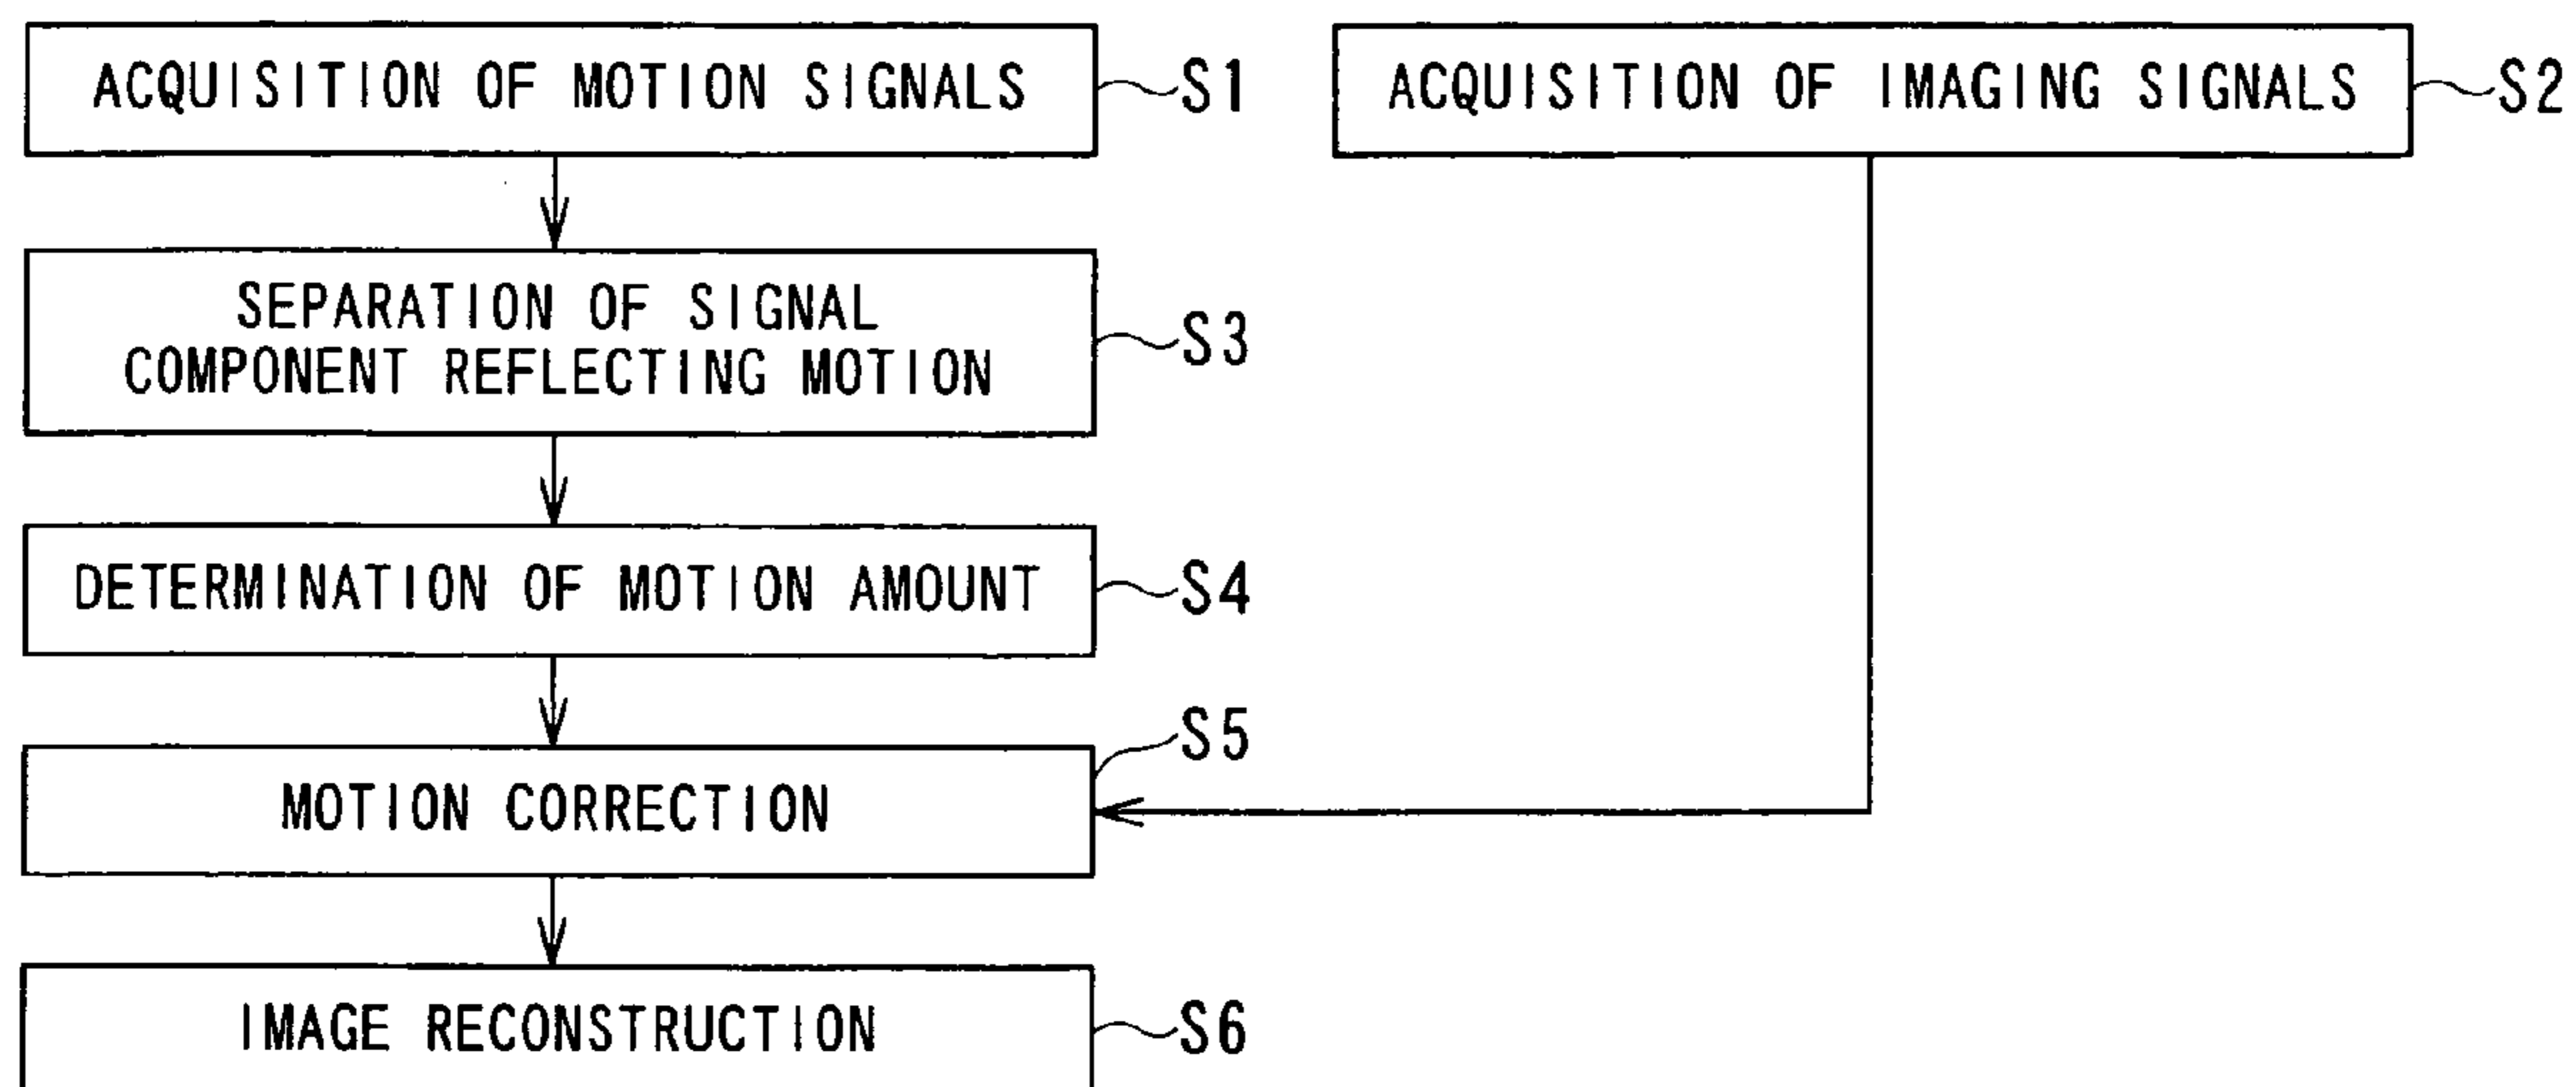 ACQUISITION OF MOTION SIGNALS
S1
ACQUISITION OF IMAGING SIGNALS
S2
SEPARATION OF SIGNAL
COMPONENT REFLECTING MOTION
S3
DETERMINATION OF MOTION AMOUNT
S4
MOTION CORRECTION
S5
IMAGE RECONSTRUCTION
S6